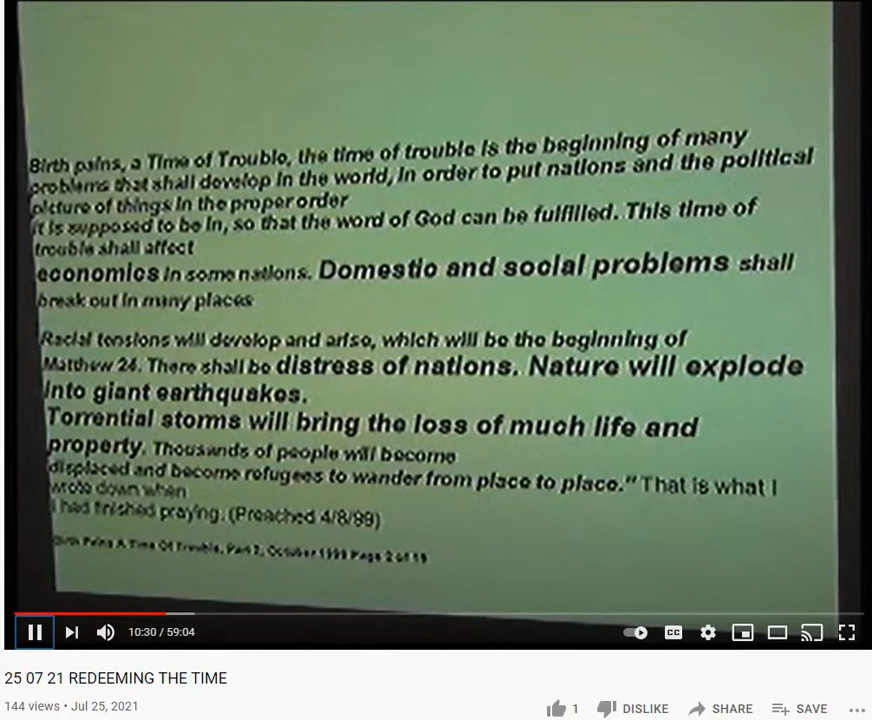 Birth pains, a Time of Trouble, the time of trouble is the beginning of many
problems that shall develop in the world, in order to put nations and the political
picture of things in the proper order
it is supposed to be in, so that the word of God can be fulfilled. This time of
trouble shall affect
economics in some nations. Domestic and social problems shall
break out in many places
Racial tensions will develop and arise, which will be the beginning of
Matthew 24. There shall be distress of nations. Nature will explode
into giant earthquakes.
Torrential storms will bring the loss of much life and
property. Thousands of people will become
displaced and become refugees to wander from place to place." That is what I
wrote down when
I had finished praying. (Preached 4/8/99)
Birth Pains A Time Of Trouble, Part 2, October 1999 Page 2 of 15
10:30 / 59:04
CC
25 07 21 REDEEMING THE TIME
144 views • Jul 25, 2021
1 DISLIKE SHARE SAVE